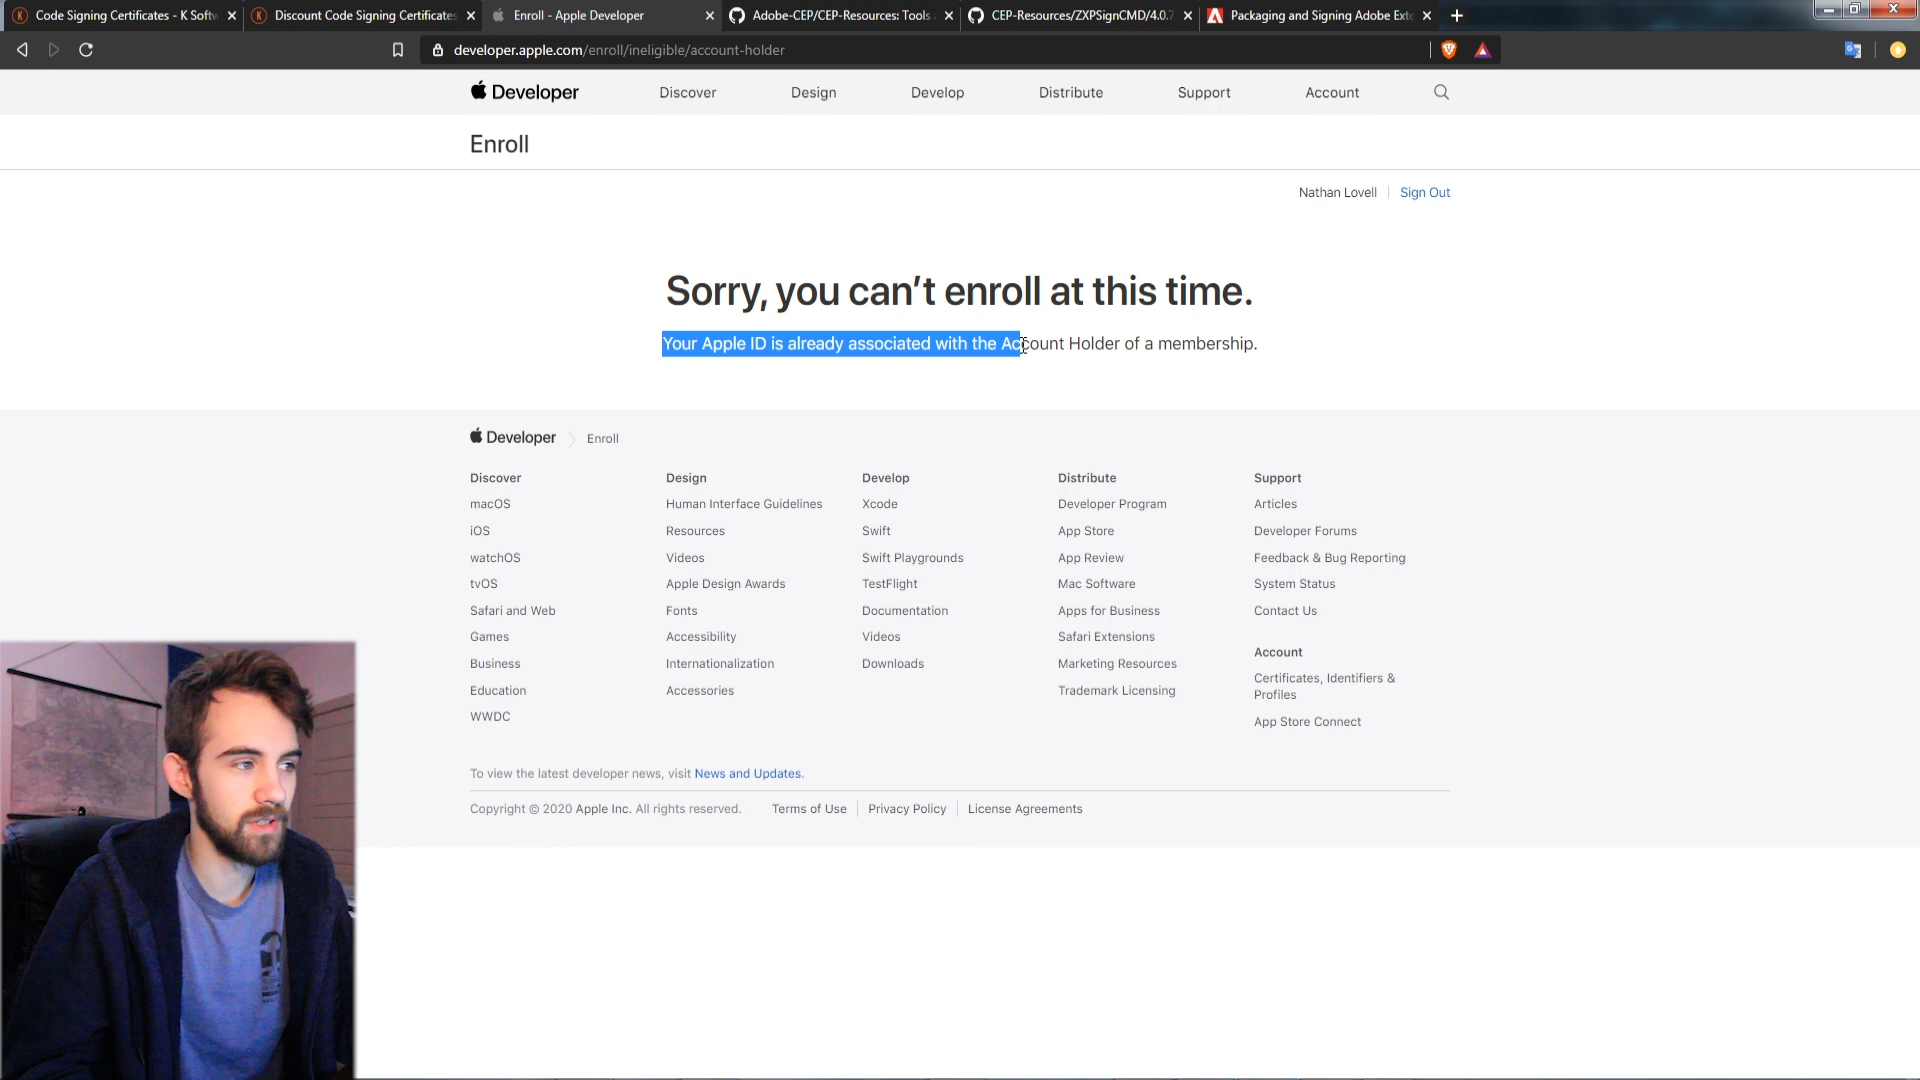 Code Signing Certificates - K Softw
Discount Code Signing Certificates
Enroll - Apple Developer
Adobe-CEP/CEP-Resources: Tools
CEP-Resources/ZXPSignCMD/4.0.7
Packaging and Signing Adobe Exte
developer.apple.com/enroll/ineligible/account-holder
Developer
Discover
Design
Develop
Distribute
Support
Account
Enroll
Nathan Lovell
Sign Out
Sorry, you can’t enroll at this time.
Your Apple ID is already associated with the Account Holder of a membership.
Developer
Enroll
Discover
macOS
iOS
watchOS
tvOS
Safari and Web
Games
Business
Education
WWDC
Design
Human Interface Guidelines
Resources
Videos
Apple Design Awards
Fonts
Accessibility
Internationalization
Accessories
Develop
Xcode
Swift
Swift Playgrounds
TestFlight
Documentation
Videos
Downloads
Distribute
Developer Program
App Store
App Review
Mac Software
Apps for Business
Safari Extensions
Marketing Resources
Trademark Licensing
Support
Articles
Developer Forums
Feedback & Bug Reporting
System Status
Contact Us
Account
Certificates, Identifiers &
Profiles
App Store Connect
To view the latest developer news, visit News and Updates.
Copyright © 2020 Apple Inc. All rights reserved.
Terms of Use
Privacy Policy
License Agreements